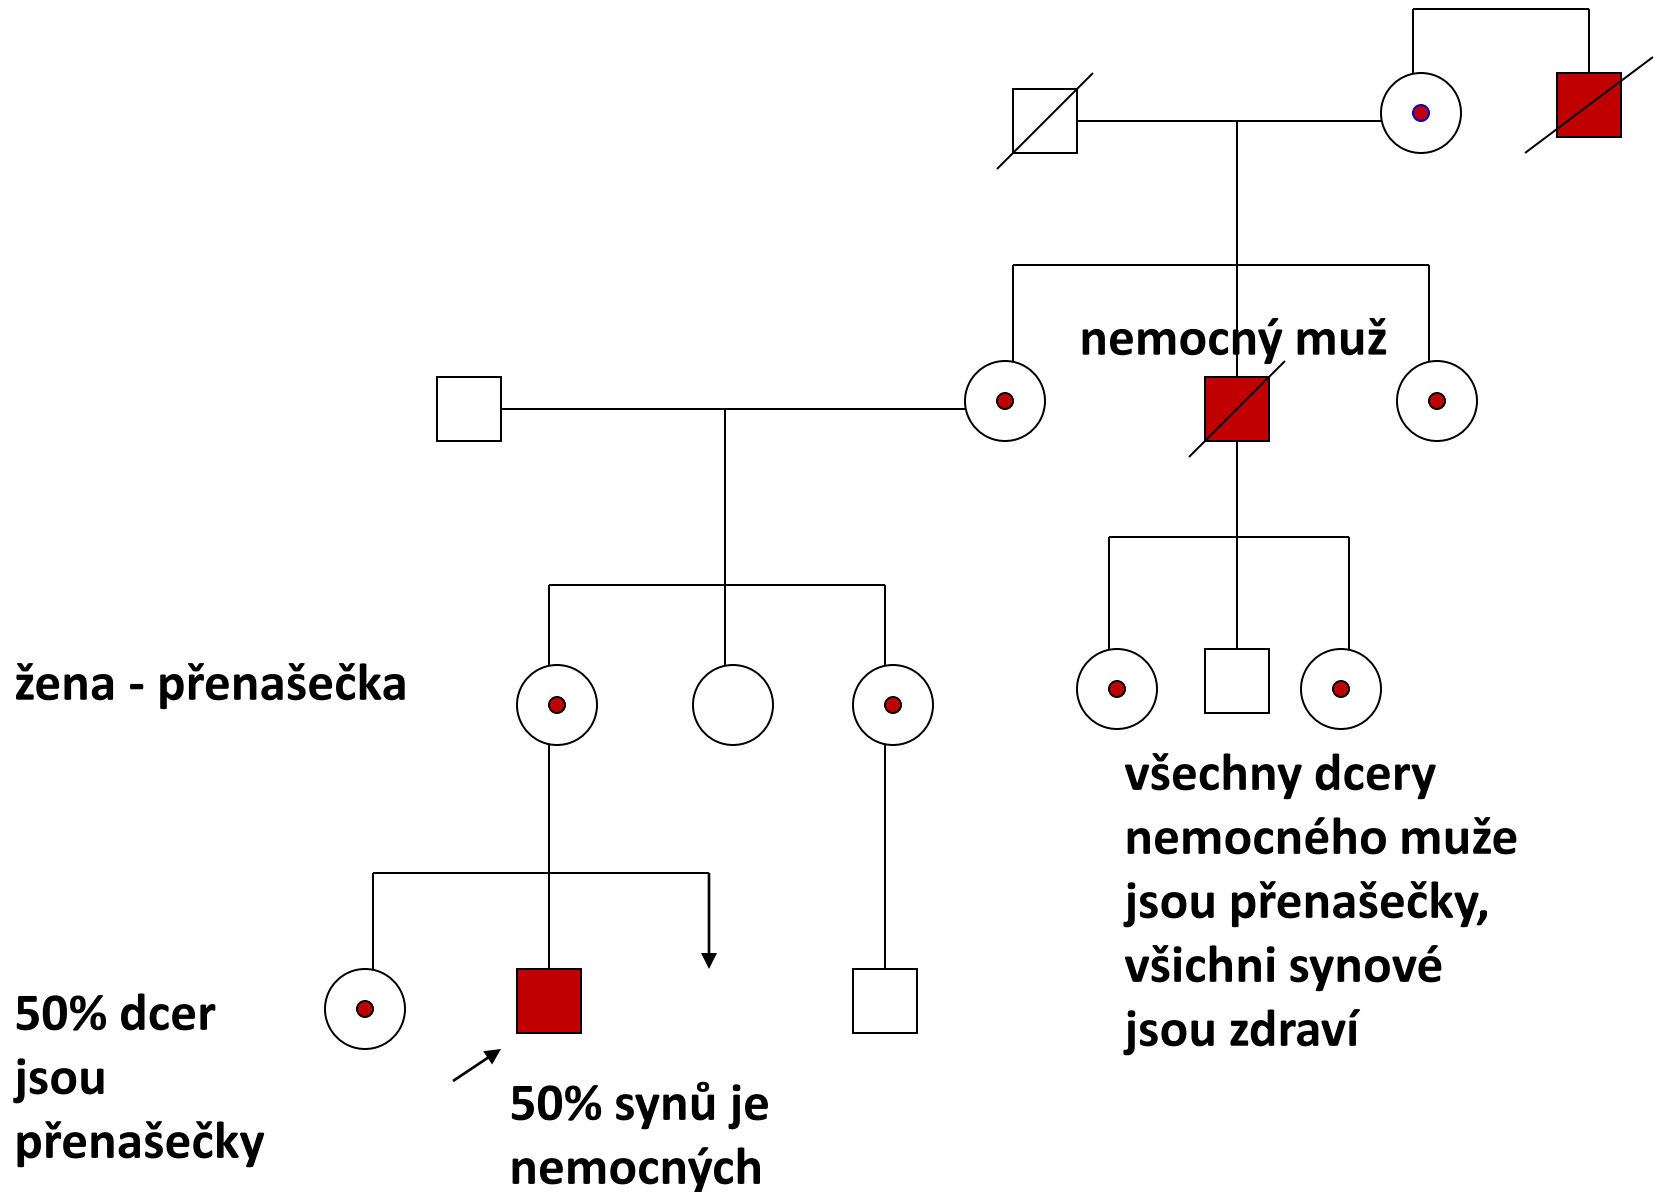 nemocný muž
žena - přenašečka
všechny dcery
nemocného muže
jsou přenašečky,
všichni synové
jsou zdraví
50% dcer
jsou
přenašečky
50% synů je
nemocných